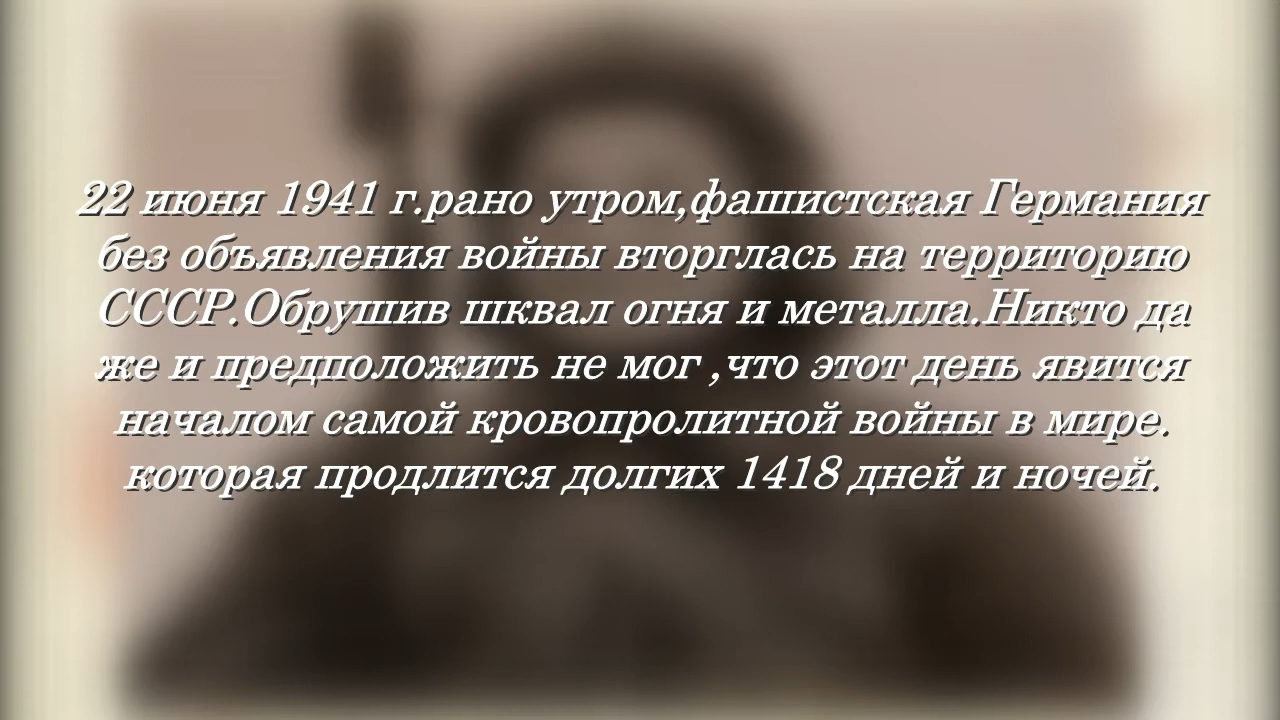 22 июня 1941 г.рано утром,фашистская Германия
без объявления войны вторглась на территорию
СССР.Обрушив шквал огня и металла.Никто да
же и предположить не мог ,что этот день явится
началом самой кровопролитной войны в мире.
которая продлится долгих 1418 дней и ночей.